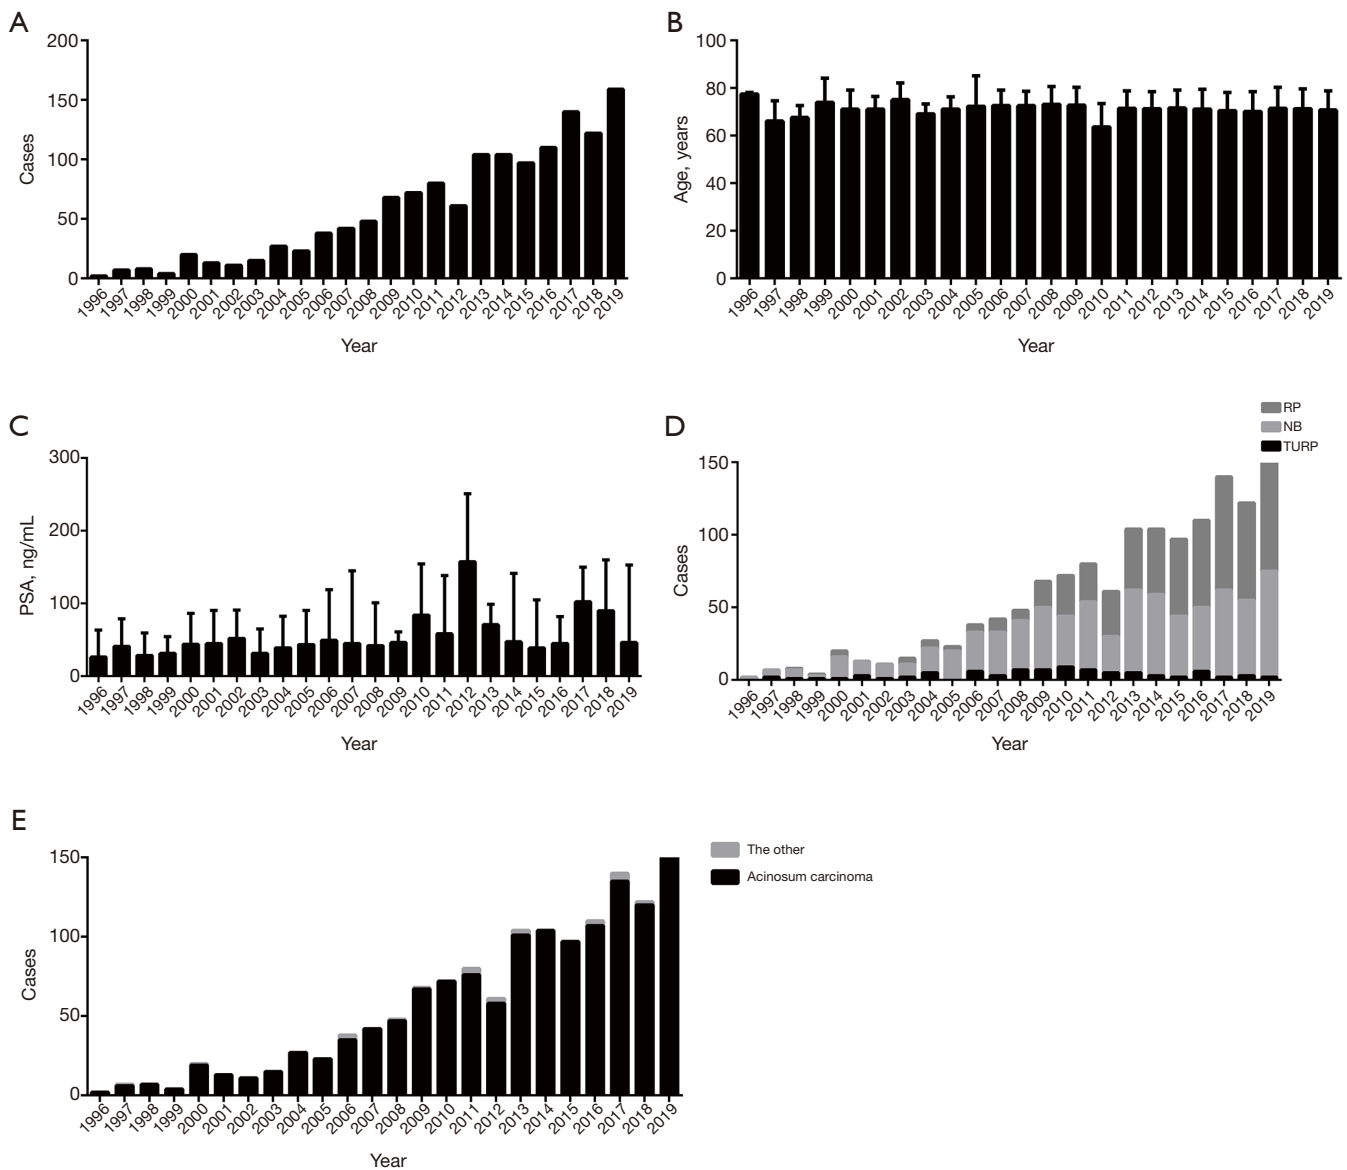 A
200
150
100
50
0
Cases
1996 1997 1998 1999 2000 2001 2002 2003 2004 2005 2006 2007 2008 2009 2010 2011 2012 2013 2014 2015 2016 2017 2018 2019
Year
B
100
80
60
40
20
0
Age, years
1996 1997 1998 1999 2000 2001 2002 2003 2004 2005 2006 2007 2008 2009 2010 2011 2012 2013 2014 2015 2016 2017 2018 2019
Year
C
300
200
100
0
PSA, ng/mL
1996 1997 1998 1999 2000 2001 2002 2003 2004 2005 2006 2007 2008 2009 2010 2011 2012 2013 2014 2015 2016 2017 2018 2019
Year
D
RP
NB
TURP
150
100
50
0
Cases
1996 1997 1998 1999 2000 2001 2002 2003 2004 2005 2006 2007 2008 2009 2010 2011 2012 2013 2014 2015 2016 2017 2018 2019
Year
E
150
100
50
0
Cases
1996 1997 1998 1999 2000 2001 2002 2003 2004 2005 2006 2007 2008 2009 2010 2011 2012 2013 2014 2015 2016 2017 2018 2019
Year
The other
Acinosum carcinoma